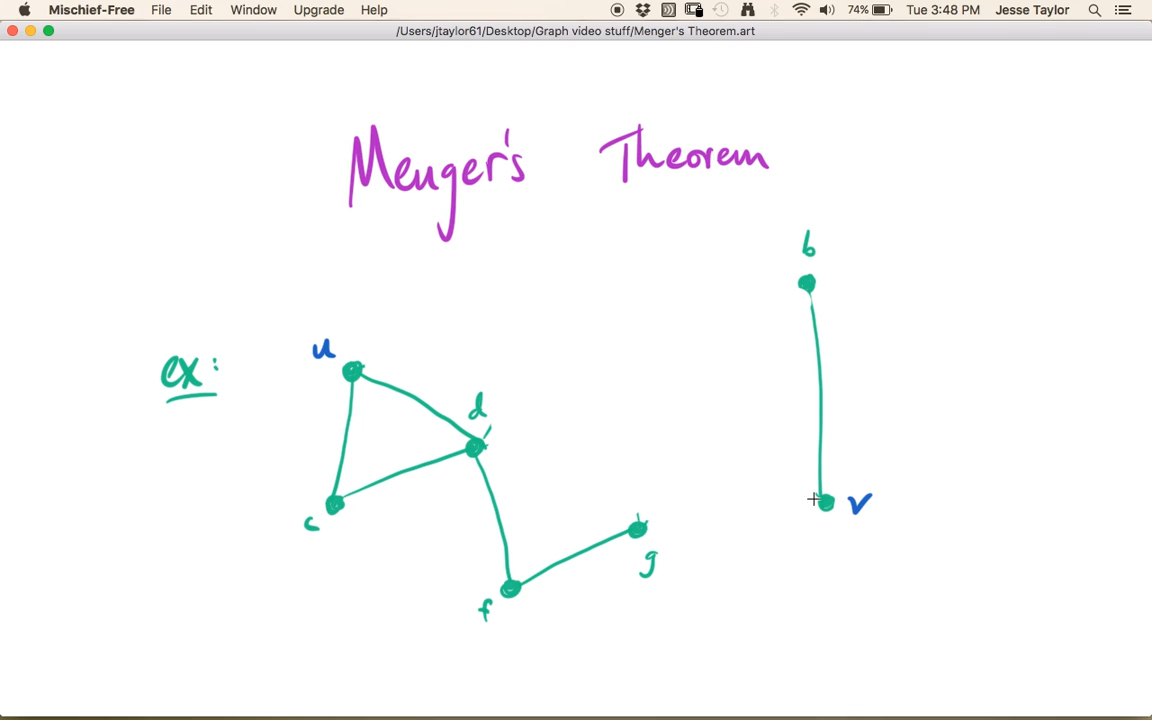 Mischief-Free File Edit Window Upgrade Help 74% Tue 3:48 PM Jesse Taylor
/Users/jtaylor61/Desktop/Graph video stuff/Menger's Theorem.art
Menger's Theorem
b
ex:
u
d
c
v
g
f